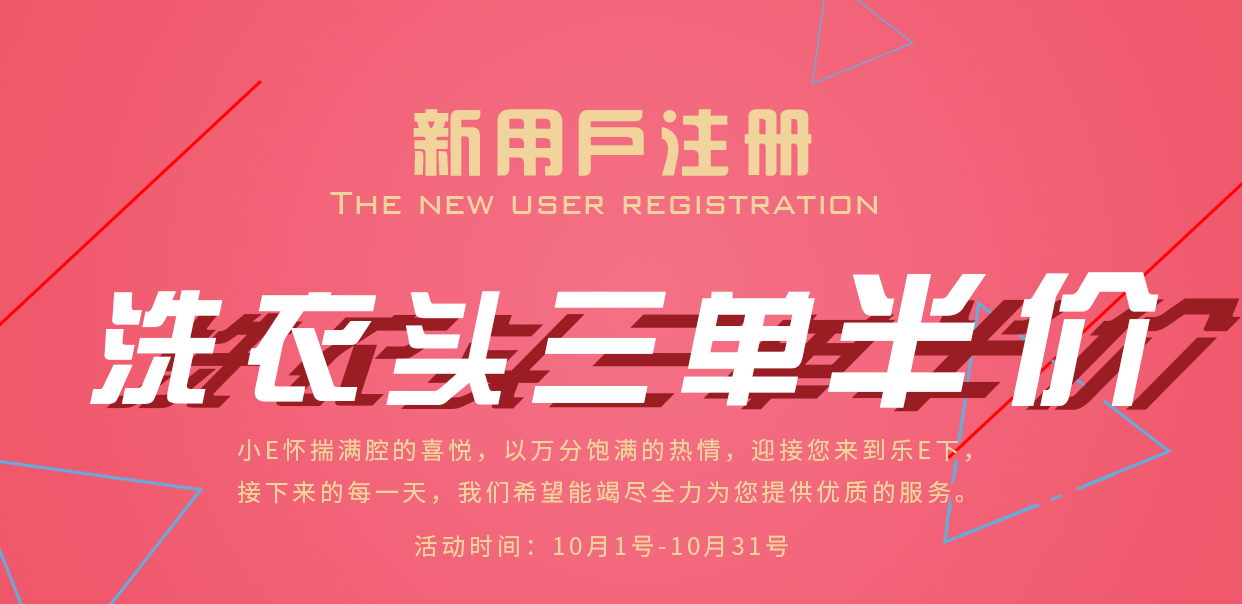 新用戶注册
THE NEW USER REGISTRATION
洗衣头三单半价
小E怀揣满腔的喜悦，以万分饱满的热情，迎接您来到乐E下，
接下来的每一天，我们希望能竭尽全力为您提供优质的服务。
活动时间：10月1号-10月31号